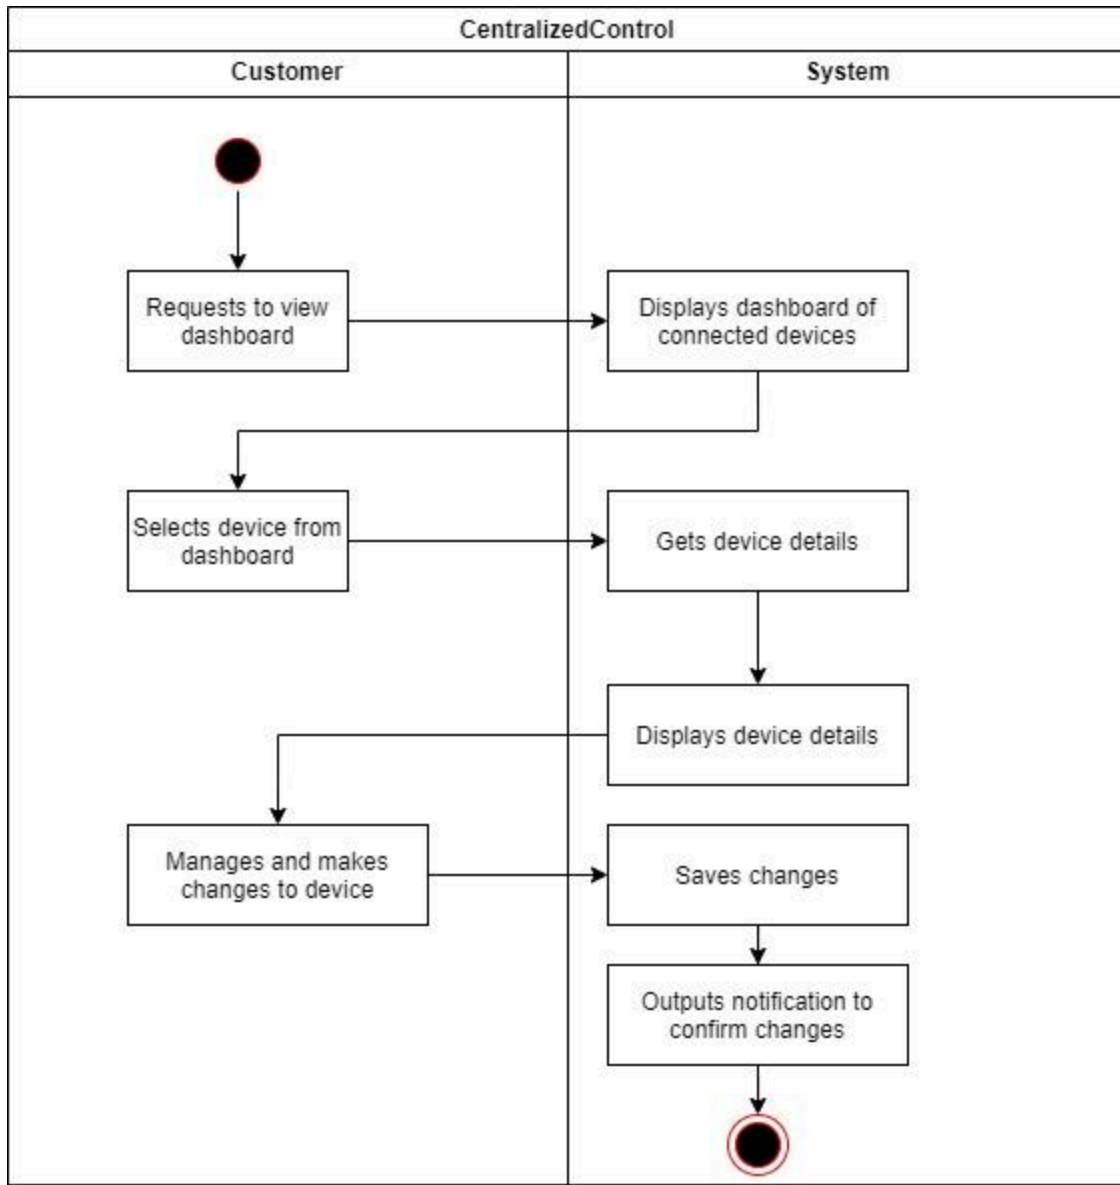 CentralizedControl
Customer
System
Requests to view
dashboard
Displays dashboard of
connected devices
Selects device from
dashboard
Gets device details
Displays device details
Manages and makes
changes to device
Saves changes
Outputs notification to
confirm changes